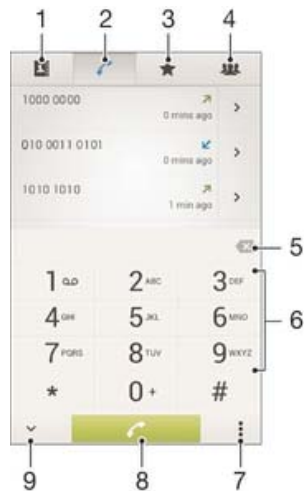 1 2 3 4
1000 0000
0 mins ago
010 0011 0101
0 mins ago
1010 1010
1 min ago
5
1 2 ABC 3 DEF
4 GHI 5 JKL 6 MNO
6
7 PQRS 8 TUV 9 WXYZ
* 0 + #
9 8 7